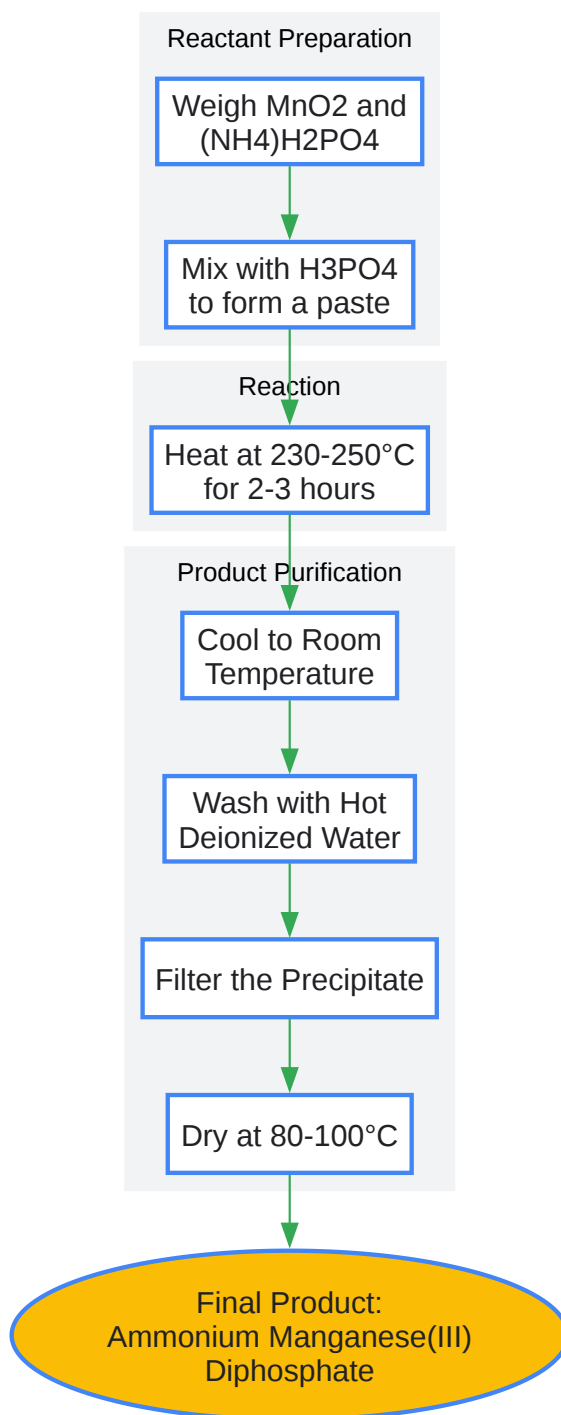 Reactant Preparation
Weigh MnO2 and
(NH4)H2PO4
Mix with H3PO4
to form a paste
Reaction
Heat at 230-250°C
for 2-3 hours
Product Purification
Cool to Room
Temperature
Wash with Hot
Deionized Water
Filter the Precipitate
Dry at 80-100°C
Final Product:
Ammonium Manganese(III)
Diphosphate